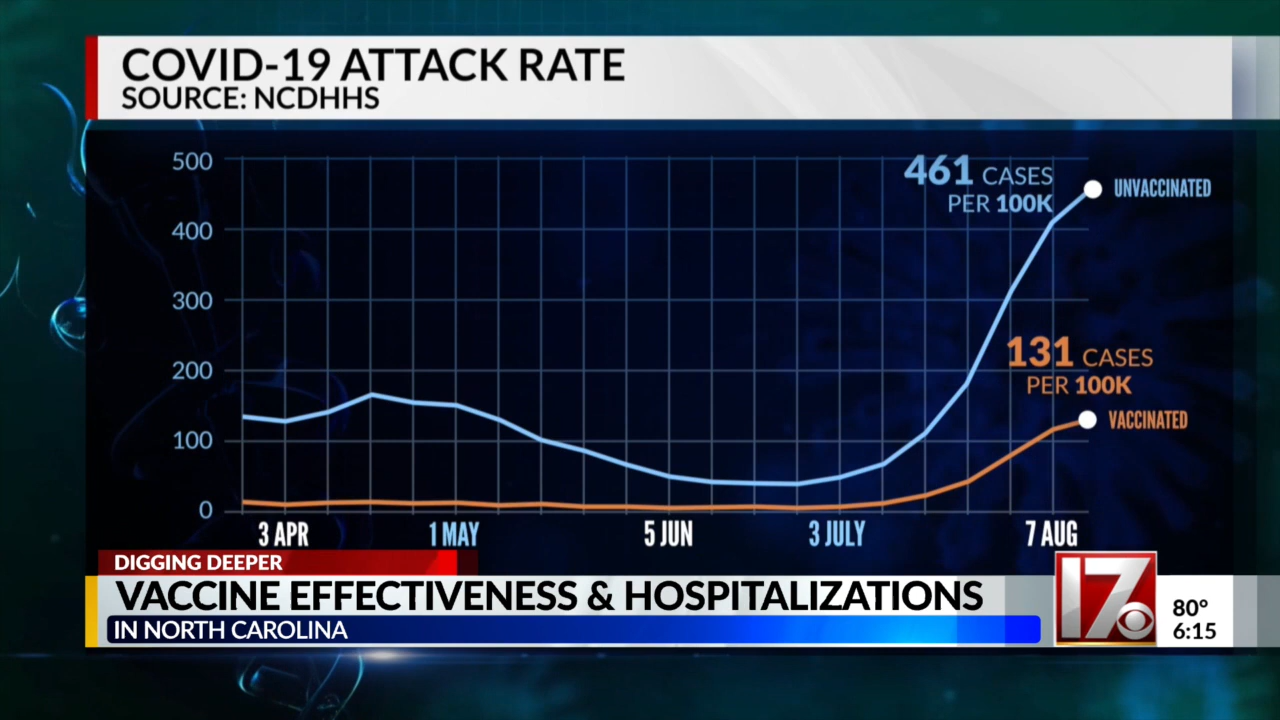 COVID-19 ATTACK RATE
SOURCE: NCDHHS
500
400
300
200
100
0
461 CASES
PER 100K
UNVACCINATED
131 CASES
PER 100K
VACCINATED
3 APR
1 MAY
5 JUN
3 JULY
7 AUG
DIGGING DEEPER
VACCINE EFFECTIVENESS & HOSPITALIZATIONS
IN NORTH CAROLINA
17
80°
6:15